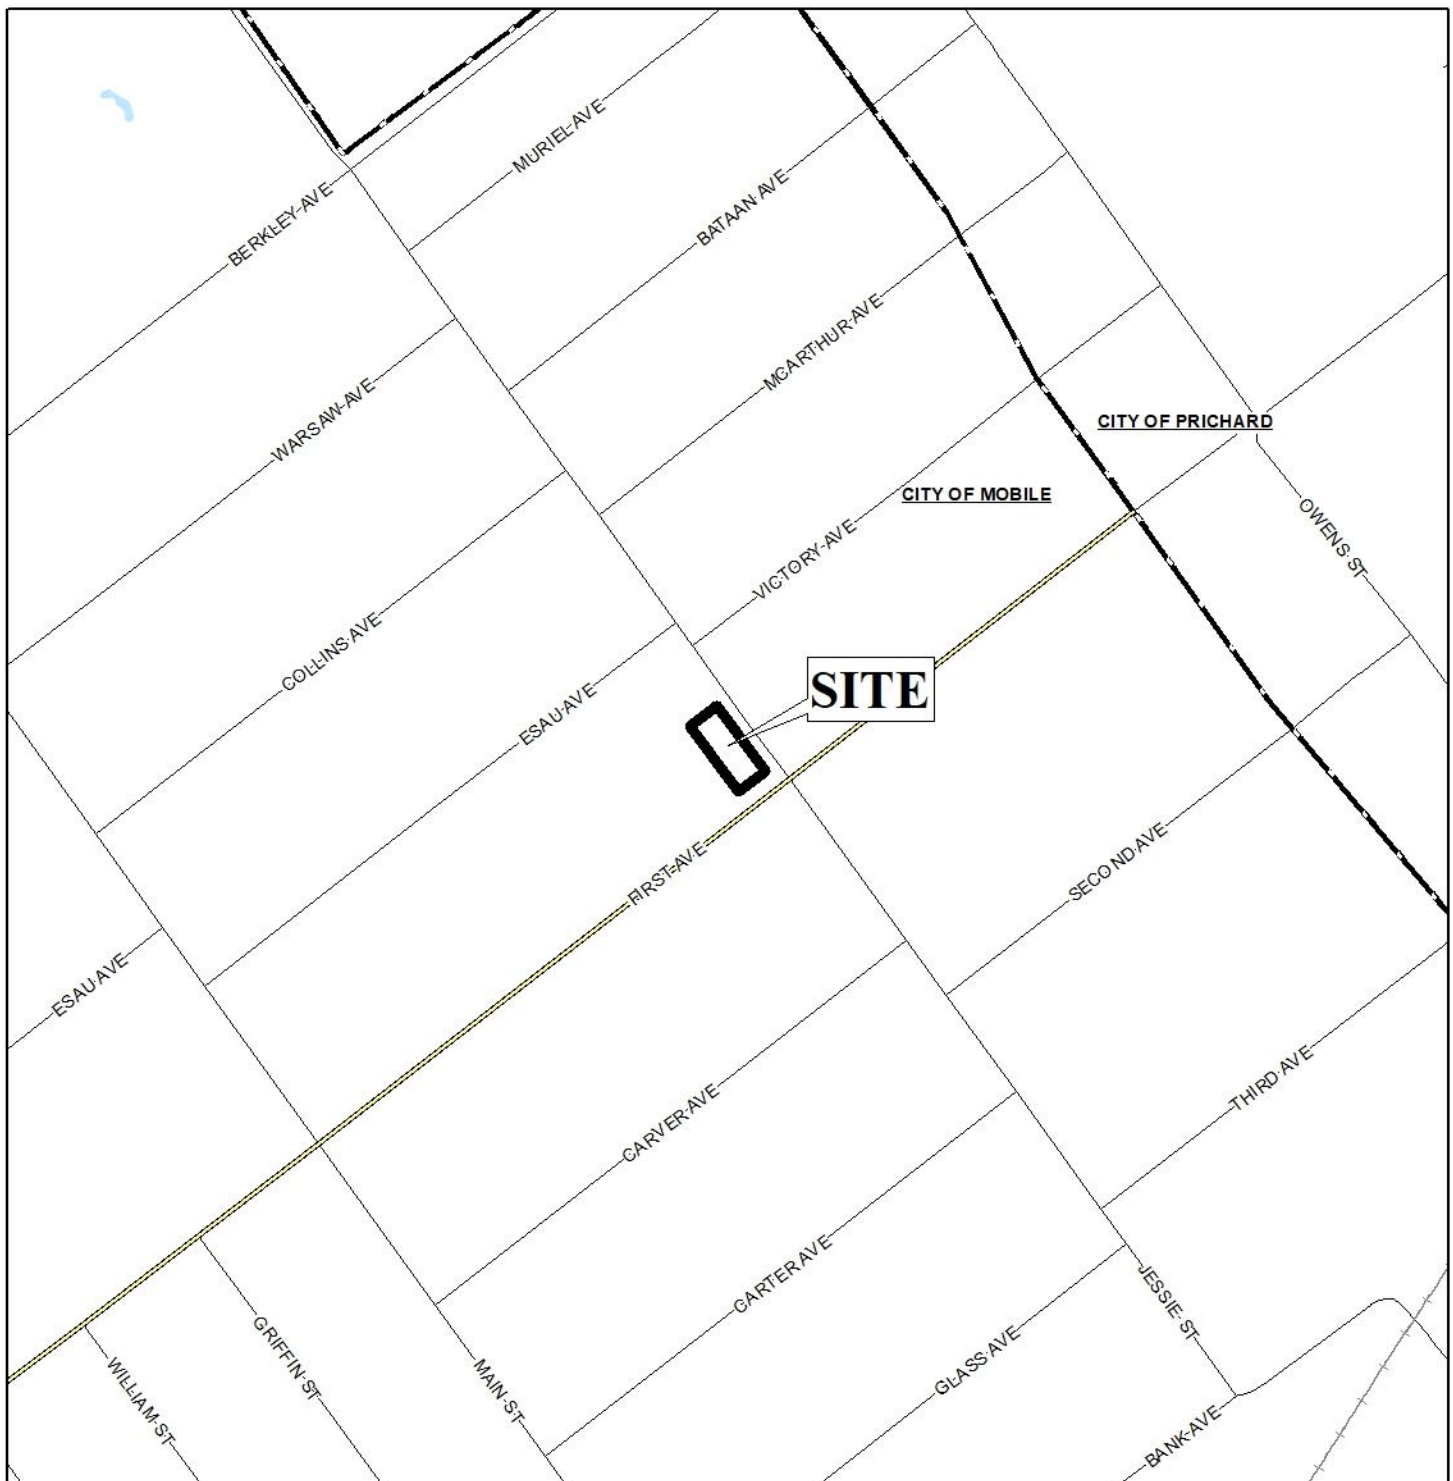 MURIEL AVE
BERKLEY AVE
BATAAN AVE
MCARTHUR AVE
WARSAW AVE
CITY OF PRICHARD
CITY OF MOBILE
OWENS ST
VICTORY AVE
COLLINS AVE
ESAU AVE
SITE
FIRST AVE
SECOND AVE
ESAU AVE
THIRD AVE
CARVER AVE
CARTER AVE
JESSIE ST
GLASS AVE
GRIFFIN ST
MAIN ST
WILLIAM ST
BANK AVE